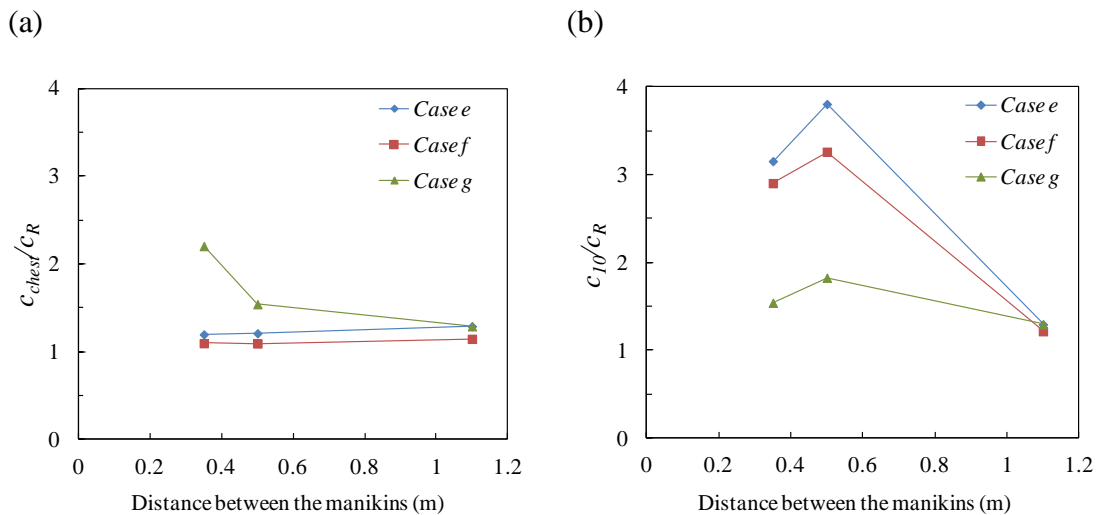 (a)
4
3
2
1
0
c_chest/c_R
Case e
Case f
Case g
0 0.2 0.4 0.6 0.8 1 1.2
Distance between the manikins (m)
(b)
4
3
2
1
0
c_10/c_R
Case e
Case f
Case g
0 0.2 0.4 0.6 0.8 1 1.2
Distance between the manikins (m)